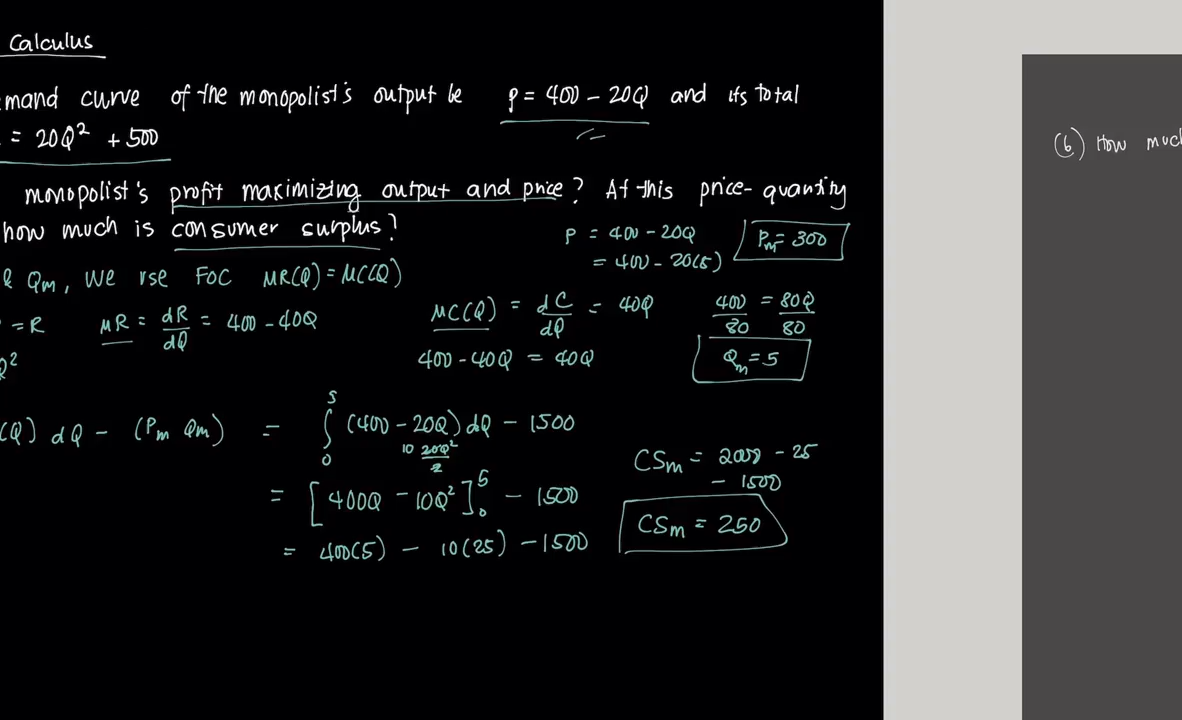 Calculus
mand curve of the monopolist's output be P = 400 - 20Q and its total
= 20Q² + 500
monopolist's profit maximizing output and price? At this price-quantity
how much is consumer surplus?
P = 400 - 20Q
= 400 - 20(5)
Pm = 300
& Qm, we use FOC MR(Q) = MC(Q)
= R MR = dR/dQ = 400 - 40Q
Q²
MC(Q) = dC/dQ = 40Q
400 - 40Q = 40Q
400/80 = 80Q/80
Qm = 5
(Q) dQ - (Pm Qm) = ∫₀⁵ (400 - 20Q) dQ - 1500
10 20Q²/2
= [400Q - 10Q²]₀⁵ - 1500
= 400(5) - 10(25) - 1500
CSm = 2000 - 25
- 1500
CSm = 250
(6) How much